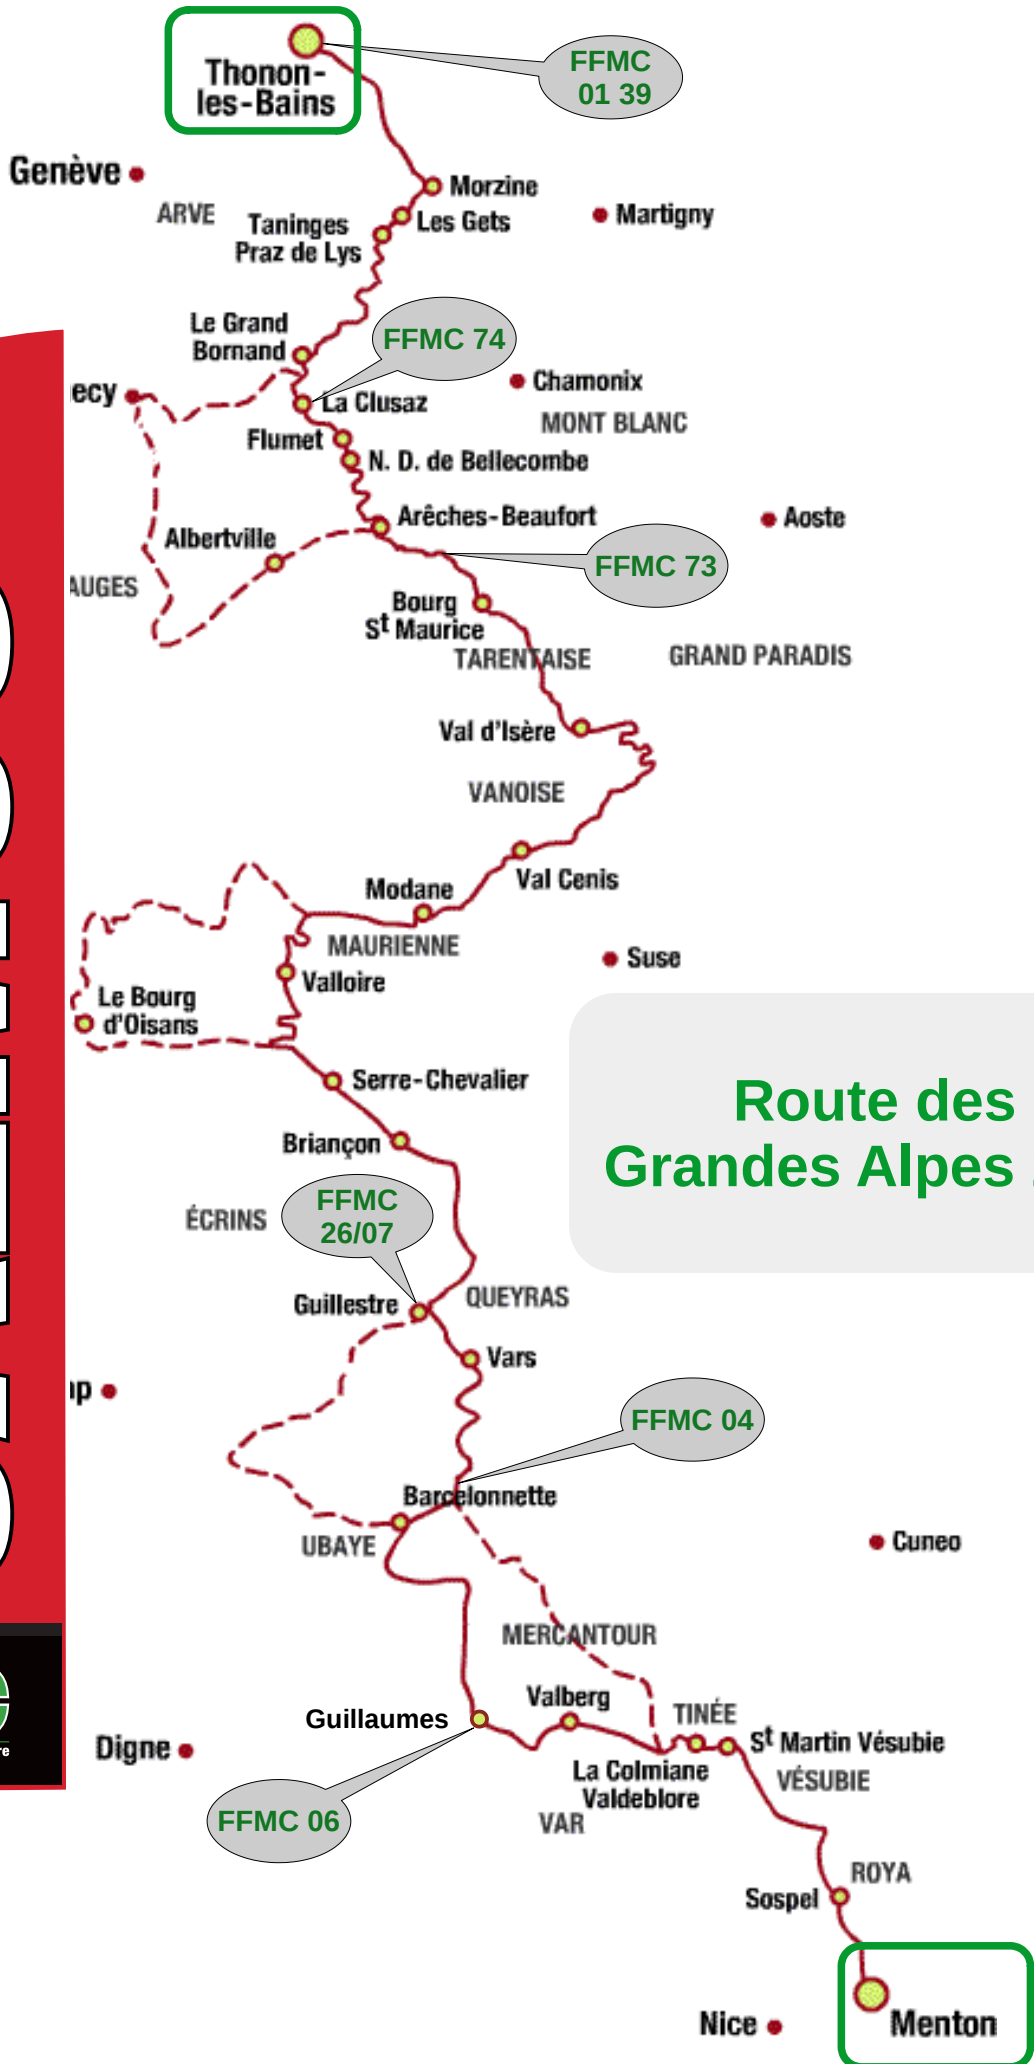 Thonon-
les-Bains
FFMC
01 39
Genève
ARVE
Morzine
Martigny
Les Gets
Taninges
Praz de Lys
Le Grand
Bornand
FFMC 74
Chamonix
ecy
La Clusaz
MONT BLANC
Flumet
N. D. de Bellecombe
Arêches-Beaufort
Aoste
Albertville
FFMC 73
AUGES
Bourg
St Maurice
TARENTAISE
GRAND PARADIS
Val d'Isère
VANOISE
Val Cenis
Modane
MAURIENNE
Suse
Valloire
Le Bourg
d'Oisans
Serre-Chevalier
Route des
Grandes Alpes
Briançon
ÉCRINS
FFMC
26/07
QUEYRAS
Guillestre
Vars
FFMC 04
Barcelonnette
UBAYE
Cuneo
MERCANTOUR
Valberg
Guillaumes
TINÉE
St Martin Vésubie
Digne
La Colmiane
Valdeblore
VÉSUBIE
FFMC 06
VAR
ROYA
Sospel
Nice
Menton